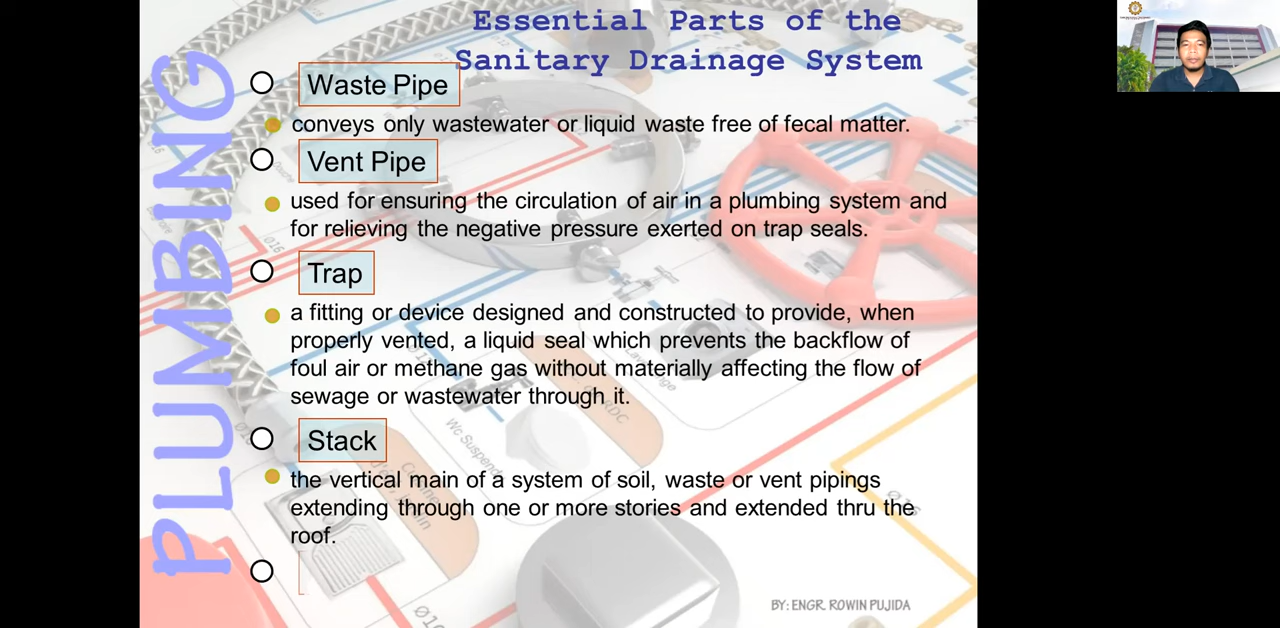 Essential Parts of the
Sanitary Drainage System
PLUMBING
Waste Pipe
conveys only wastewater or liquid waste free of fecal matter.
Vent Pipe
used for ensuring the circulation of air in a plumbing system and
for relieving the negative pressure exerted on trap seals.
Trap
a fitting or device designed and constructed to provide, when
properly vented, a liquid seal which prevents the backflow of
foul air or methane gas without materially affecting the flow of
sewage or wastewater through it.
Stack
the vertical main of a system of soil, waste or vent pipings
extending through one or more stories and extended thru the
roof.
Wc Suspend
BY: ENGR. ROWIN PUJIDA